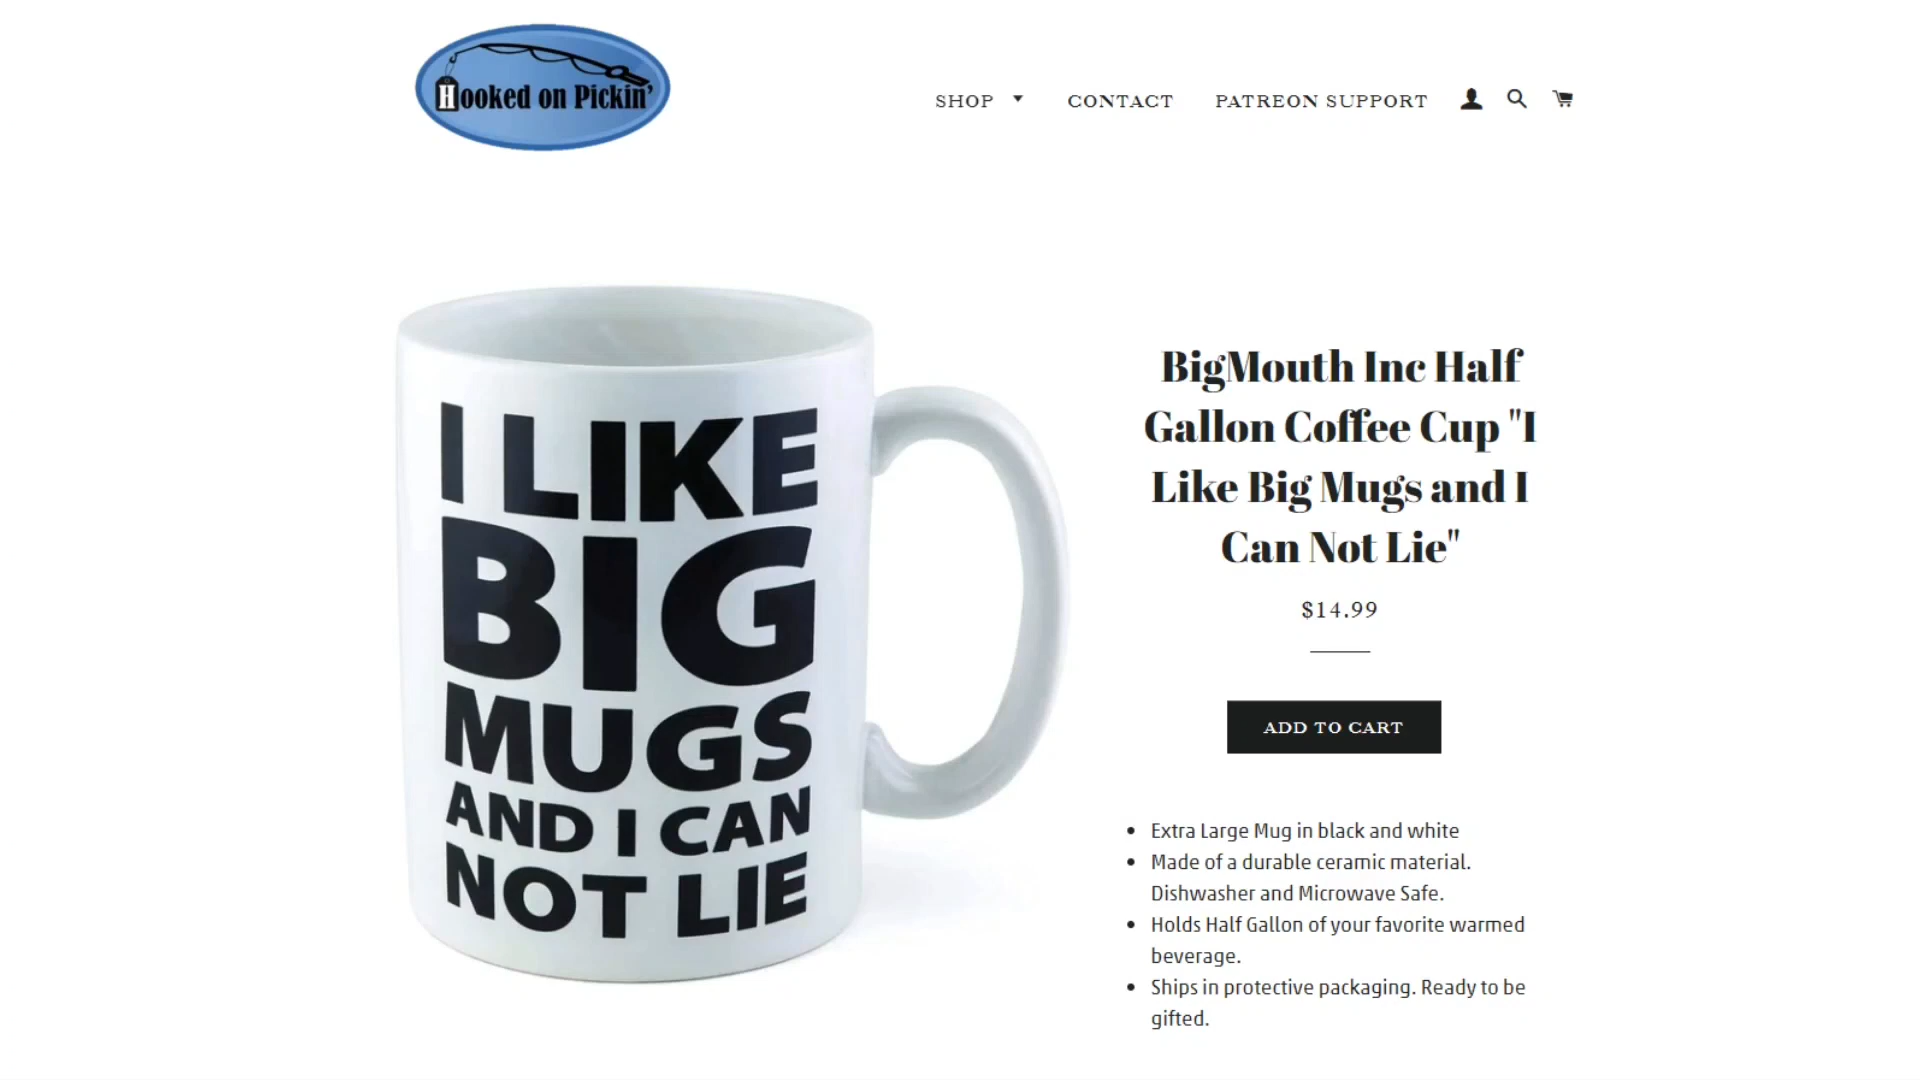 Hooked on Pickin'
SHOP
CONTACT
PATREON SUPPORT
I LIKE
BIG
MUGS
AND I CAN
NOT LIE
BigMouth Inc Half
Gallon Coffee Cup "I
Like Big Mugs and I
Can Not Lie"
$14.99
ADD TO CART
Extra Large Mug in black and white
Made of a durable ceramic material.
Dishwasher and Microwave Safe.
Holds Half Gallon of your favorite warmed
beverage.
Ships in protective packaging. Ready to be
gifted.